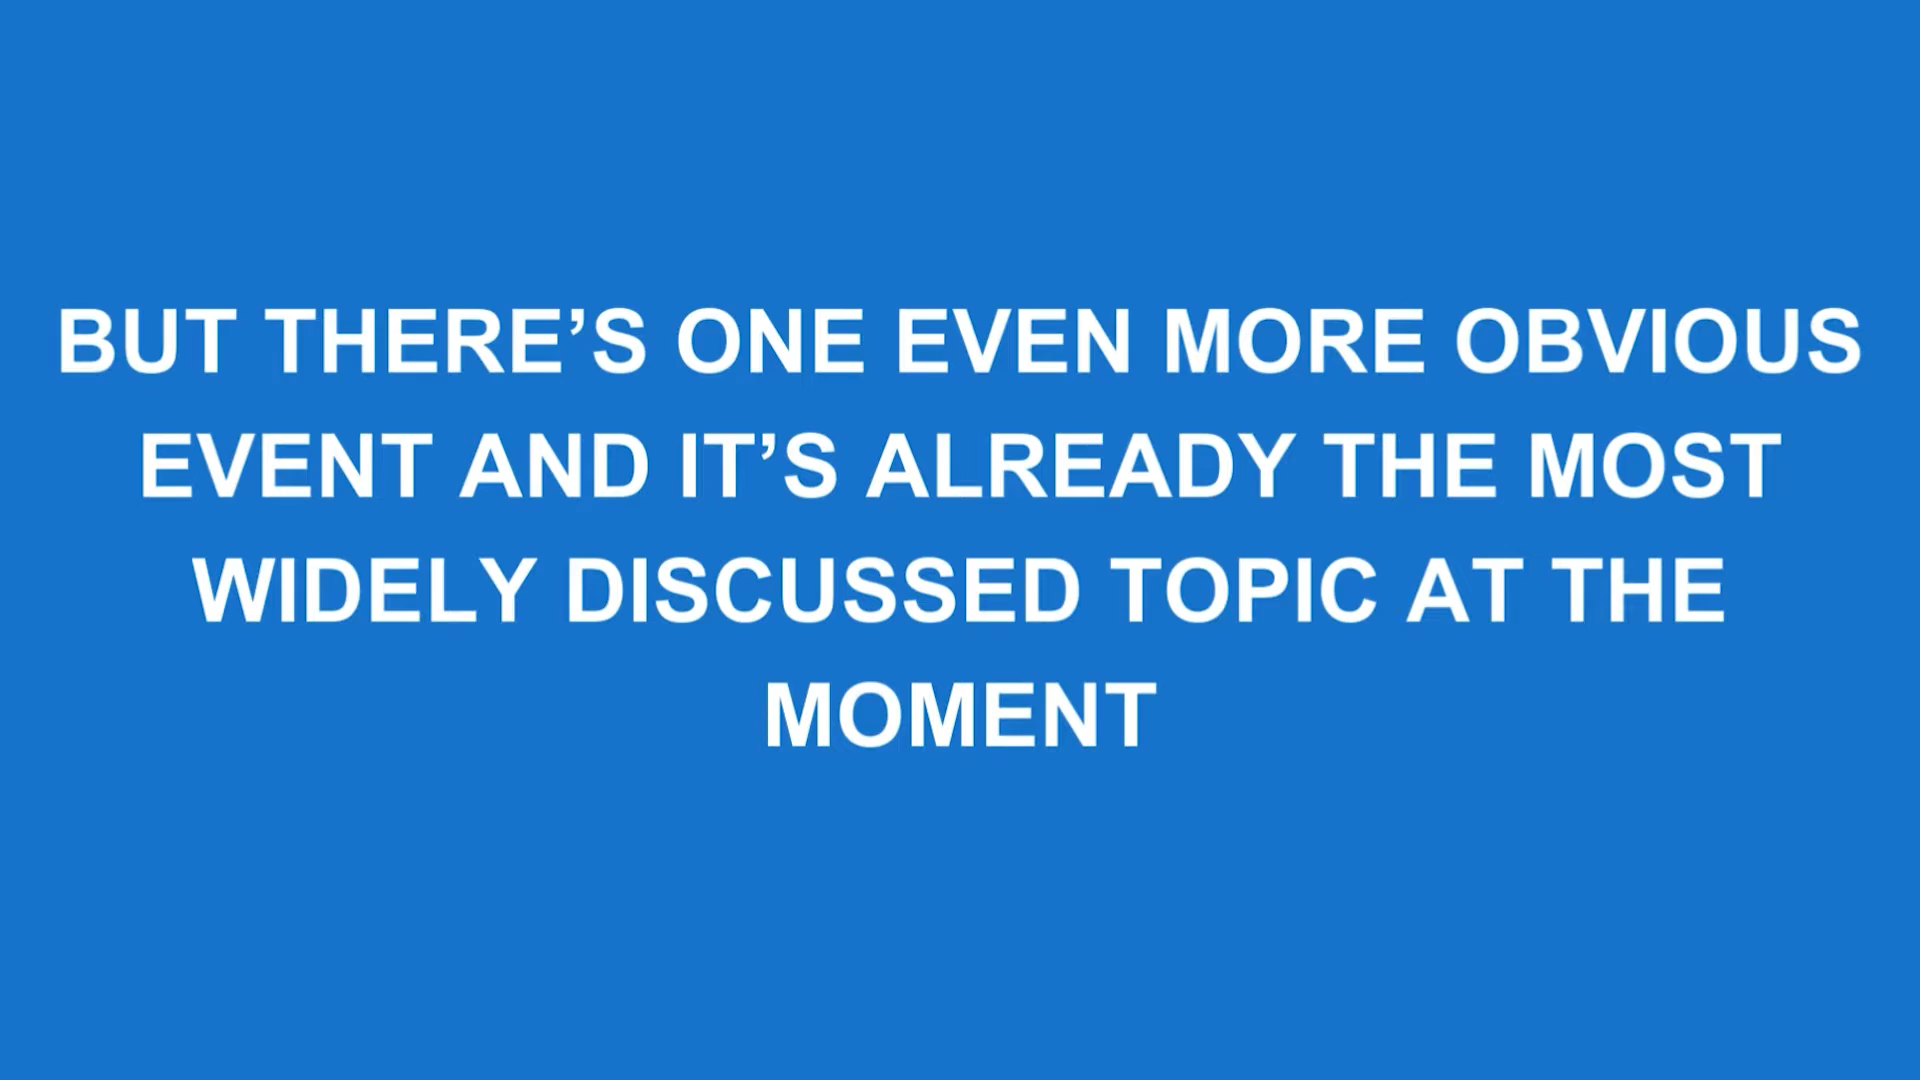 BUT THERE’S ONE EVEN MORE OBVIOUS
EVENT AND IT’S ALREADY THE MOST
WIDELY DISCUSSED TOPIC AT THE
MOMENT